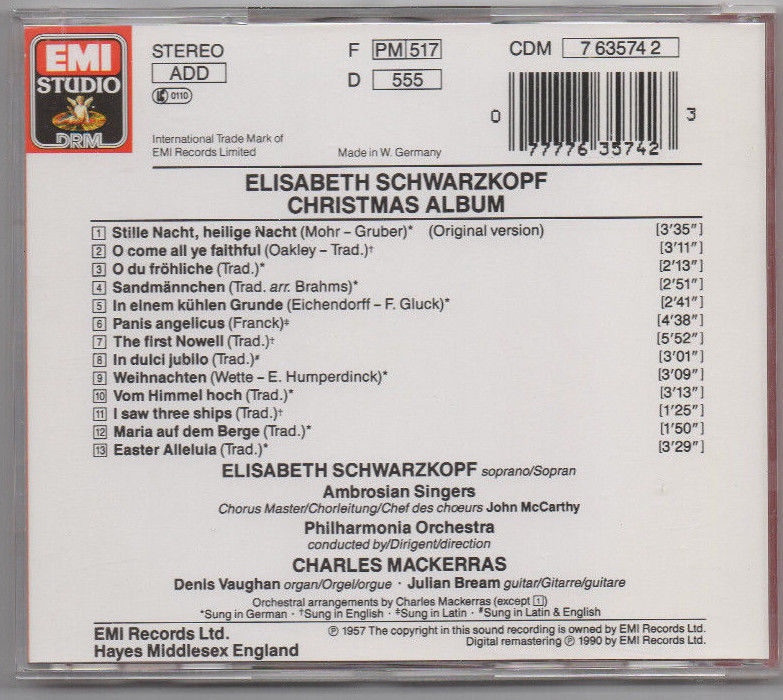 EMI
STUDIO
DRM
STEREO
ADD
LC 0110
F PM 517
D 555
CDM 7 63574 2
0 77776 35742 3
International Trade Mark of
EMI Records Limited
Made in W. Germany
ELISABETH SCHWARZKOPF
CHRISTMAS ALBUM
1 Stille Nacht, heilige Nacht (Mohr – Gruber)* (Original version) [3'35"]
2 O come all ye faithful (Oakley – Trad.)† [3'11"]
3 O du fröhliche (Trad.)* [2'13"]
4 Sandmännchen (Trad. arr. Brahms)* [2'51"]
5 In einem kühlen Grunde (Eichendorff – F. Gluck)* [2'41"]
6 Panis angelicus (Franck)‡ [4'38"]
7 The first Nowell (Trad.)† [5'52"]
8 In dulci jubilo (Trad.)# [3'01"]
9 Weihnachten (Wette – E. Humperdinck)* [3'09"]
10 Vom Himmel hoch (Trad.)* [3'13"]
11 I saw three ships (Trad.)† [1'25"]
12 Maria auf dem Berge (Trad.)* [1'50"]
13 Easter Alleluia (Trad.)* [3'29"]
ELISABETH SCHWARZKOPF soprano/Sopran
Ambrosian Singers
Chorus Master/Chorleitung/Chef des chœurs John McCarthy
Philharmonia Orchestra
conducted by/Dirigent/direction
CHARLES MACKERRAS
Denis Vaughan organ/Orgel/orgue · Julian Bream guitar/Gitarre/guitare
Orchestral arrangements by Charles Mackerras (except 1)
*Sung in German · †Sung in English · ‡Sung in Latin · #Sung in Latin & English
EMI Records Ltd.
Hayes Middlesex England
℗ 1957 The copyright in this sound recording is owned by EMI Records Ltd.
Digital remastering ℗ 1990 by EMI Records Ltd.